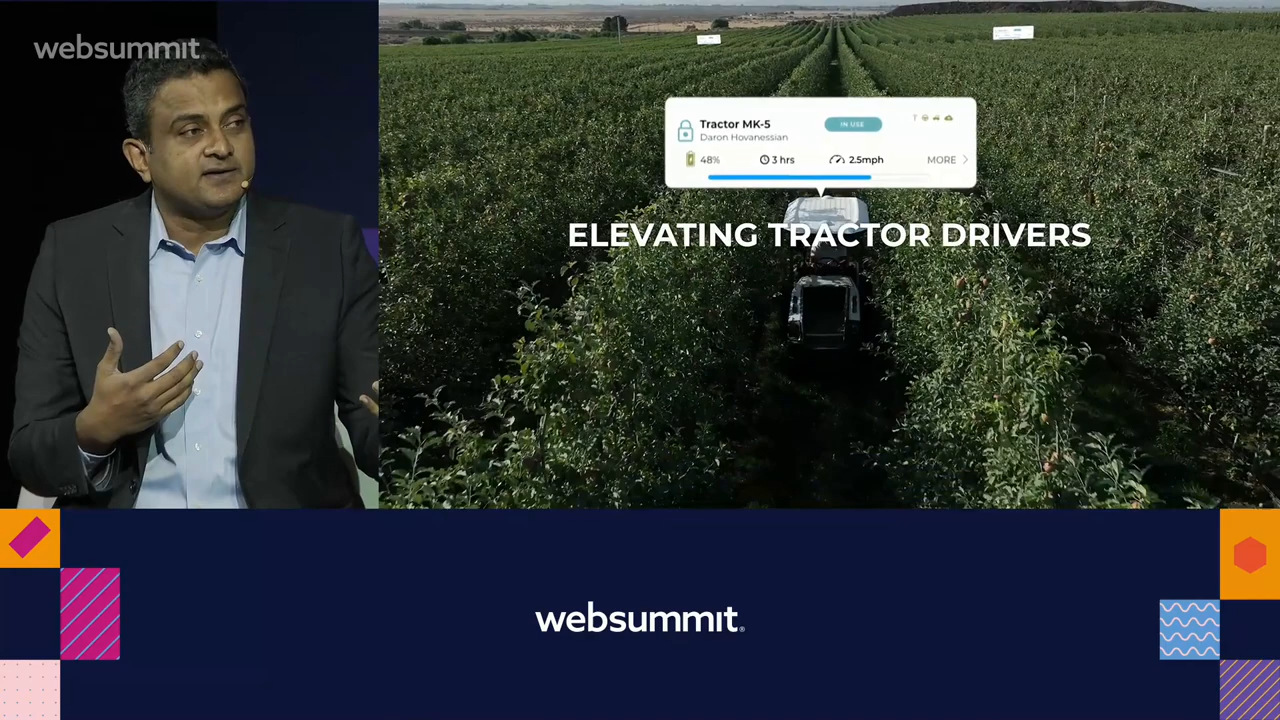 websummit
Tractor MK-5
IN USE
Daron Hovanessian
48%
3 hrs
2.5mph
MORE
ELEVATING TRACTOR DRIVERS
websummit®